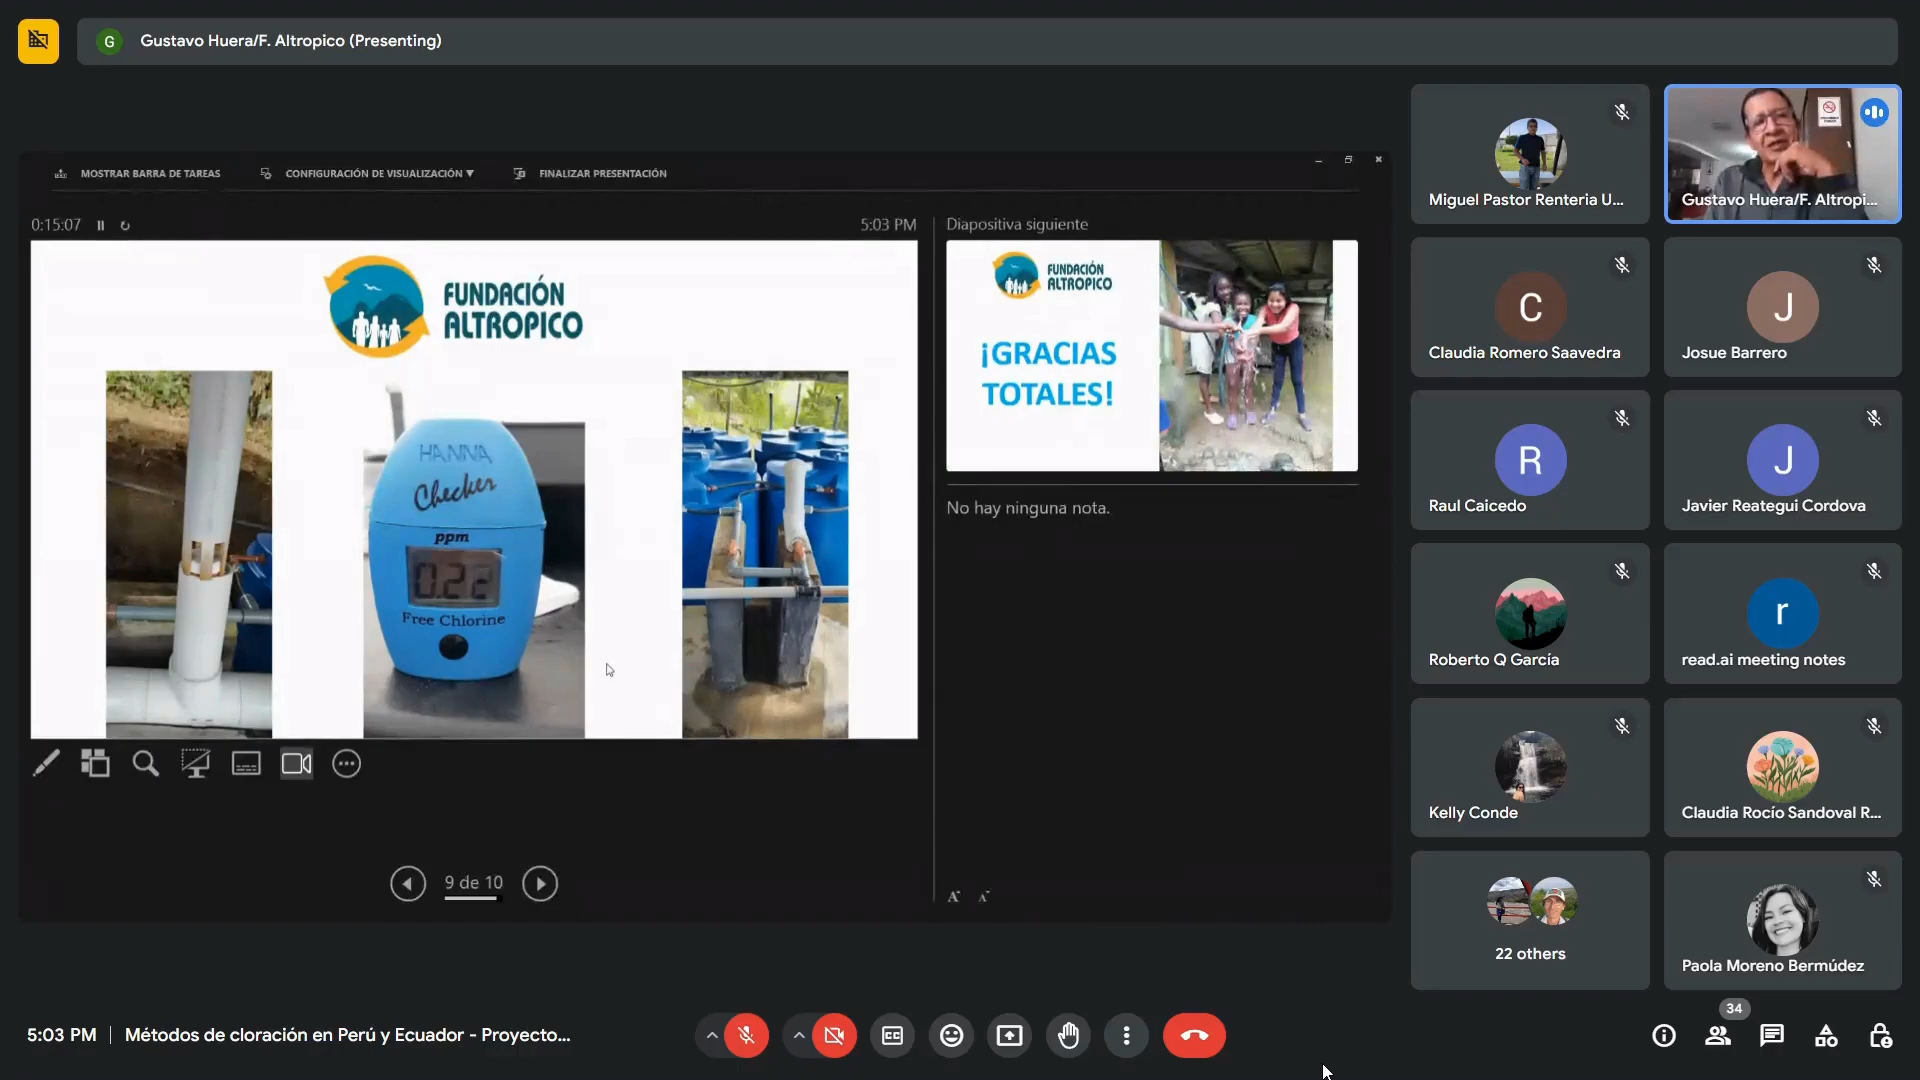 G Gustavo Huera/F. Altropico (Presenting)
MOSTRAR BARRA DE TAREAS CONFIGURACIÓN DE VISUALIZACIÓN ▼ FINALIZAR PRESENTACIÓN
0:15:07 5:03 PM
FUNDACIÓN
ALTROPICO
HANNA
Checker
ppm
0.22
Free Chlorine
9 de 10
Diapositiva siguiente
FUNDACIÓN
ALTROPICO
¡GRACIAS
TOTALES!
No hay ninguna nota.
A A
Miguel Pastor Renteria U...
Gustavo Huera/F. Altropi...
C
Claudia Romero Saavedra
J
Josue Barrero
R
Raul Caicedo
J
Javier Reategui Cordova
Roberto Q García
r
read.ai meeting notes
Kelly Conde
Claudia Rocío Sandoval R...
22 others
Paola Moreno Bermúdez
5:03 PM Métodos de cloración en Perú y Ecuador - Proyecto...
34